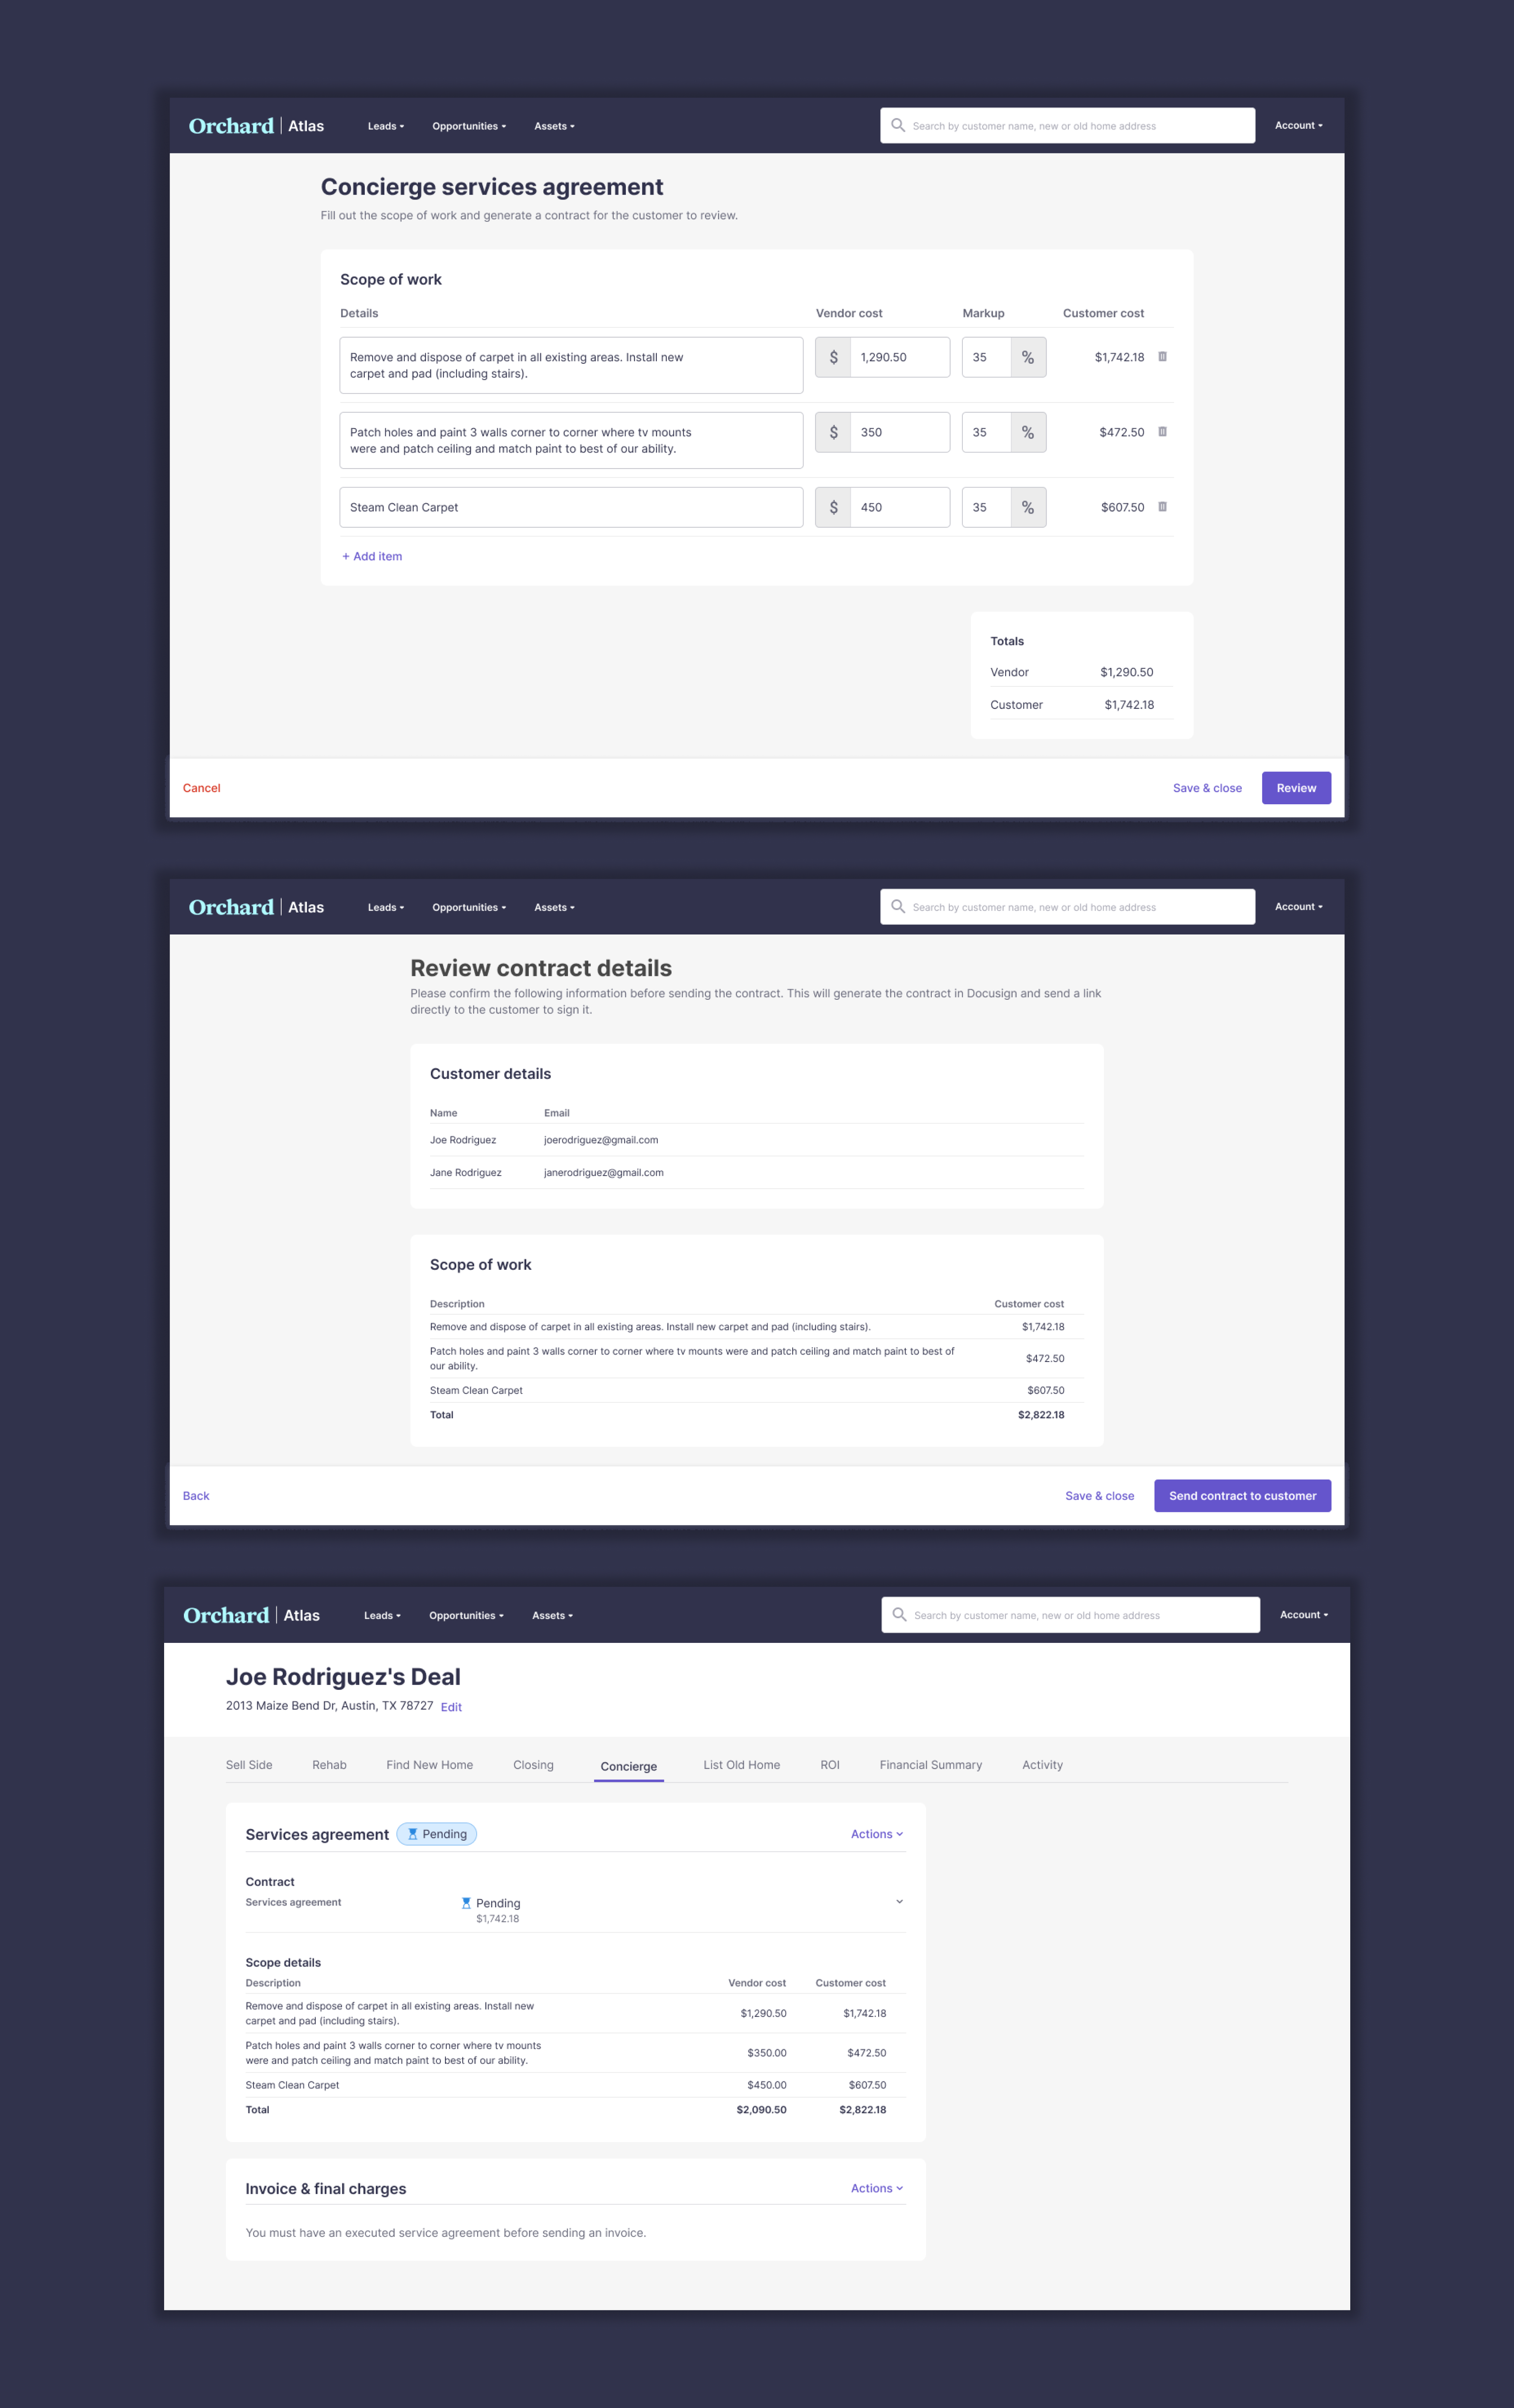 Orchard | Atlas Leads Opportunities Assets Search by customer name, new or old home address Account
Concierge services agreement
Fill out the scope of work and generate a contract for the customer to review.
Scope of work
Details Vendor cost Markup Customer cost
Remove and dispose of carpet in all existing areas. Install new $ 1,290.50 35 % $1,742.18
carpet and pad (including stairs).
Patch holes and paint 3 walls corner to corner where tv mounts $ 350 35 % $472.50
were and patch ceiling and match paint to best of our ability.
Steam Clean Carpet $ 450 35 % $607.50
+ Add item
Totals
Vendor $1,290.50
Customer $1,742.18
Cancel Save & close Review
Orchard | Atlas Leads Opportunities Assets Search by customer name, new or old home address Account
Review contract details
Please confirm the following information before sending the contract. This will generate the contract in Docusign and send a link
directly to the customer to sign it.
Customer details
Name Email
Joe Rodriguez joerodriguez@gmail.com
Jane Rodriguez janerodriguez@gmail.com
Scope of work
Description Customer cost
Remove and dispose of carpet in all existing areas. Install new carpet and pad (including stairs). $1,742.18
Patch holes and paint 3 walls corner to corner where tv mounts were and patch ceiling and match paint to best of $472.50
our ability.
Steam Clean Carpet $607.50
Total $2,822.18
Back Save & close Send contract to customer
Orchard | Atlas Leads Opportunities Assets Search by customer name, new or old home address Account
Joe Rodriguez's Deal
2013 Maize Bend Dr, Austin, TX 78727 Edit
Sell Side Rehab Find New Home Closing Concierge List Old Home ROI Financial Summary Activity
Services agreement Pending Actions
Contract
Services agreement Pending
$1,742.18
Scope details
Description Vendor cost Customer cost
Remove and dispose of carpet in all existing areas. Install new $1,290.50 $1,742.18
carpet and pad (including stairs).
Patch holes and paint 3 walls corner to corner where tv mounts $350.00 $472.50
were and patch ceiling and match paint to best of our ability.
Steam Clean Carpet $450.00 $607.50
Total $2,090.50 $2,822.18
Invoice & final charges Actions
You must have an executed service agreement before sending an invoice.